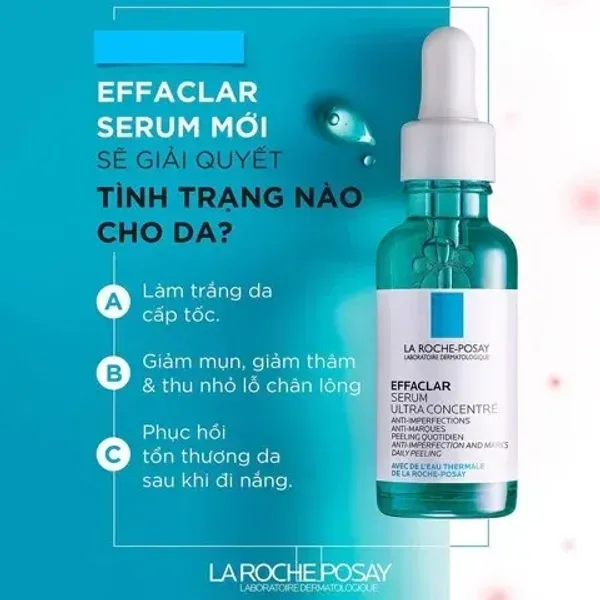 EFFACLAR
SERUM MỚI
SẼ GIẢI QUYẾT
TÌNH TRẠNG NÀO
CHO DA?
A Làm trắng da
cấp tốc.
B Giảm mụn, giảm thâm
& thu nhỏ lỗ chân lông
C Phục hồi
tổn thương da
sau khi đi nắng.
LA ROCHE-POSAY
LABORATOIRE DERMATOLOGIQUE
EFFACLAR
SERUM
ULTRA CONCENTRÉ
ANTI-IMPERFECTIONS
ANTI-MARQUES
PEELING QUOTIDIEN
ANTI-IMPERFECTION AND MARKS
DAILY PEELING
AVEC DE L'EAU THERMALE
DE LA ROCHE-POSAY
LA ROCHE POSAY
LABORATOIRE DERMATOLOGIQUE